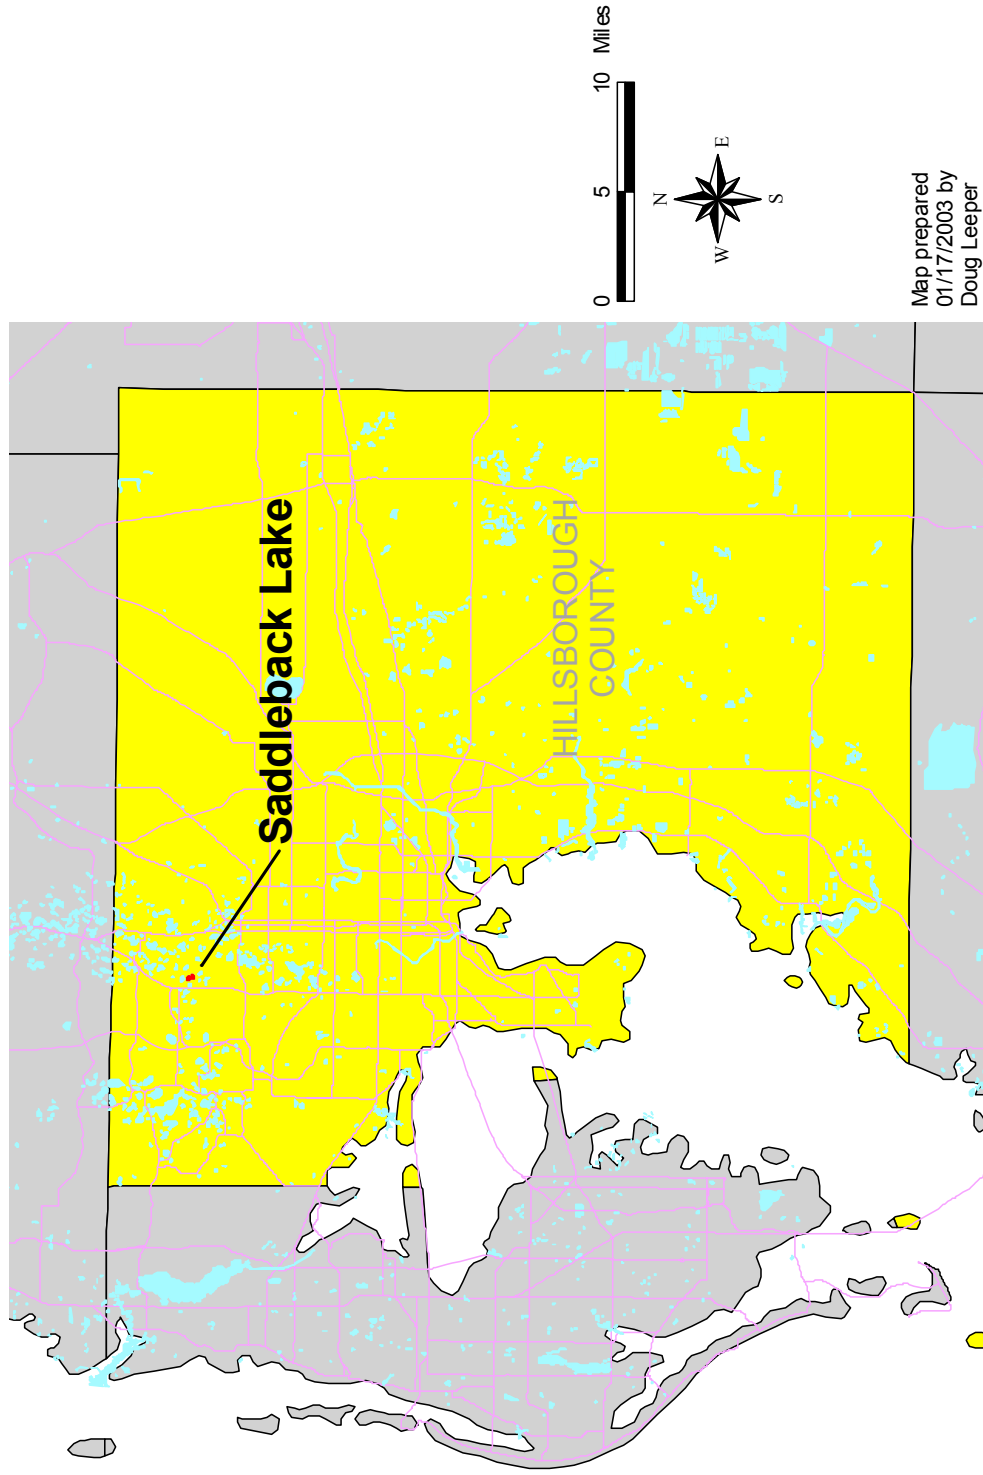 Saddleback Lake
HILLSBOROUGH
COUNTY
0 5 10 Miles
N
W E
S
Map prepared
01/17/2003 by
Doug Leeper